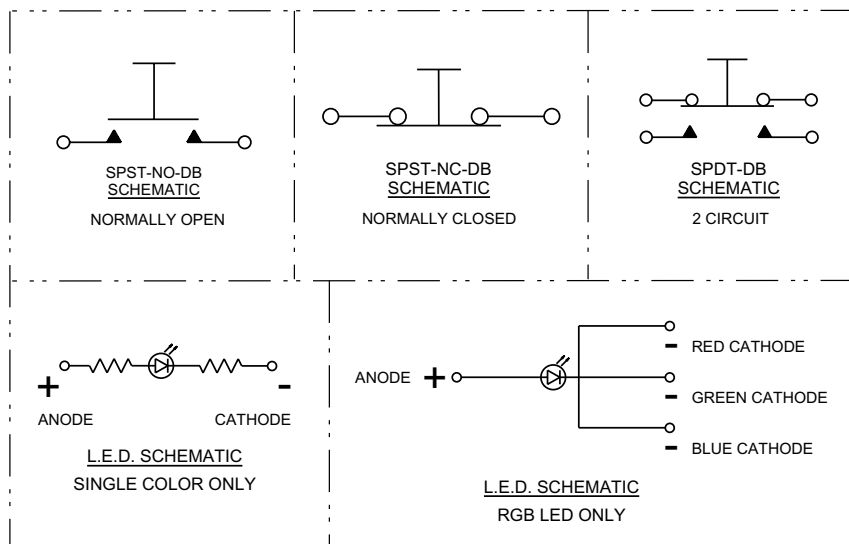 SPST-NO-DB
SCHEMATIC
NORMALLY OPEN
SPST-NC-DB
SCHEMATIC
NORMALLY CLOSED
SPDT-DB
SCHEMATIC
2 CIRCUIT
+ -
ANODE CATHODE
L.E.D. SCHEMATIC
SINGLE COLOR ONLY
ANODE +
- RED CATHODE
- GREEN CATHODE
- BLUE CATHODE
L.E.D. SCHEMATIC
RGB LED ONLY